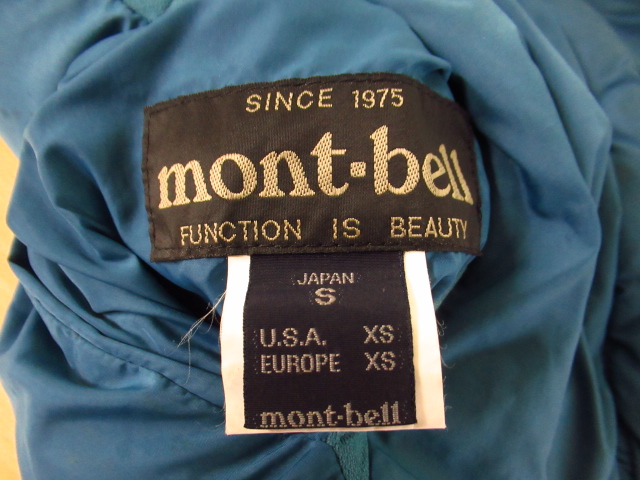 SINCE 1975
mont-bell
FUNCTION IS BEAUTY
JAPAN
S
U.S.A. XS
EUROPE XS
mont-bell